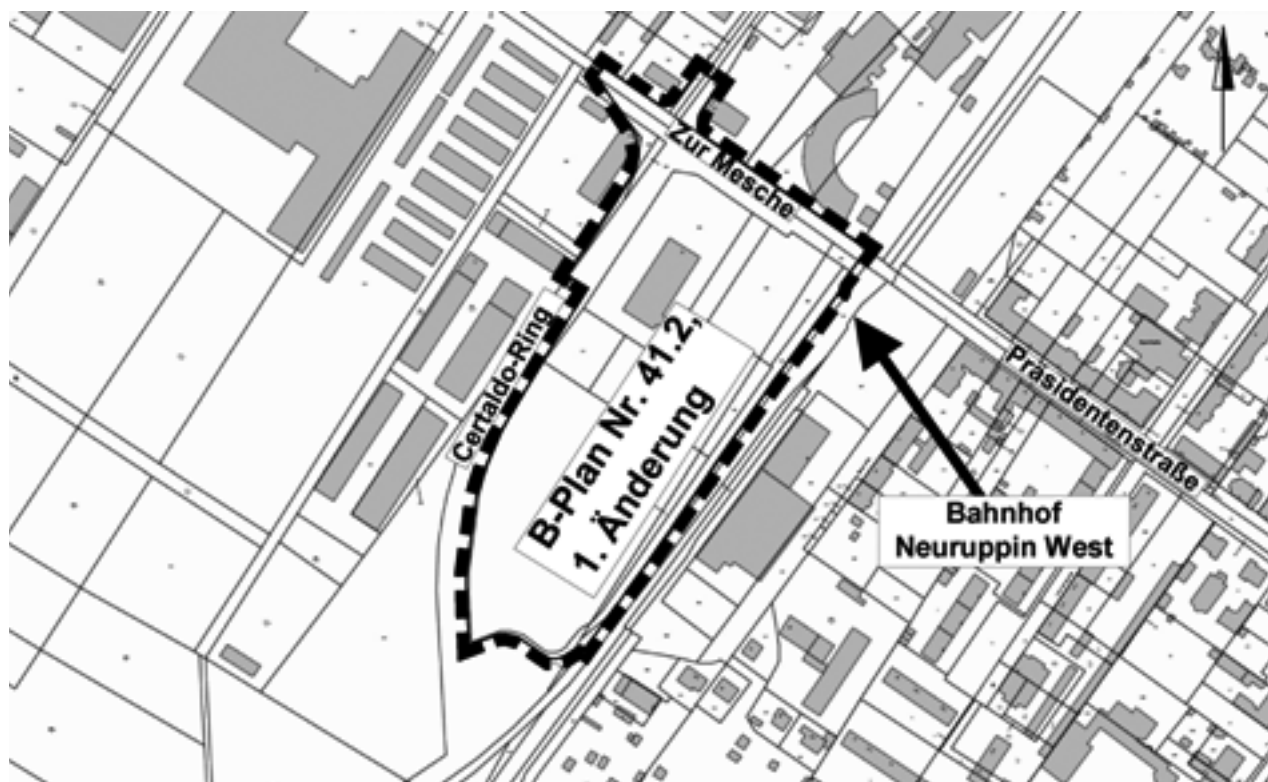 Zur Mesche
Certaldo-Ring
B-Plan Nr. 41.2,
1. Änderung
Präsidentenstraße
Bahnhof
Neuruppin West